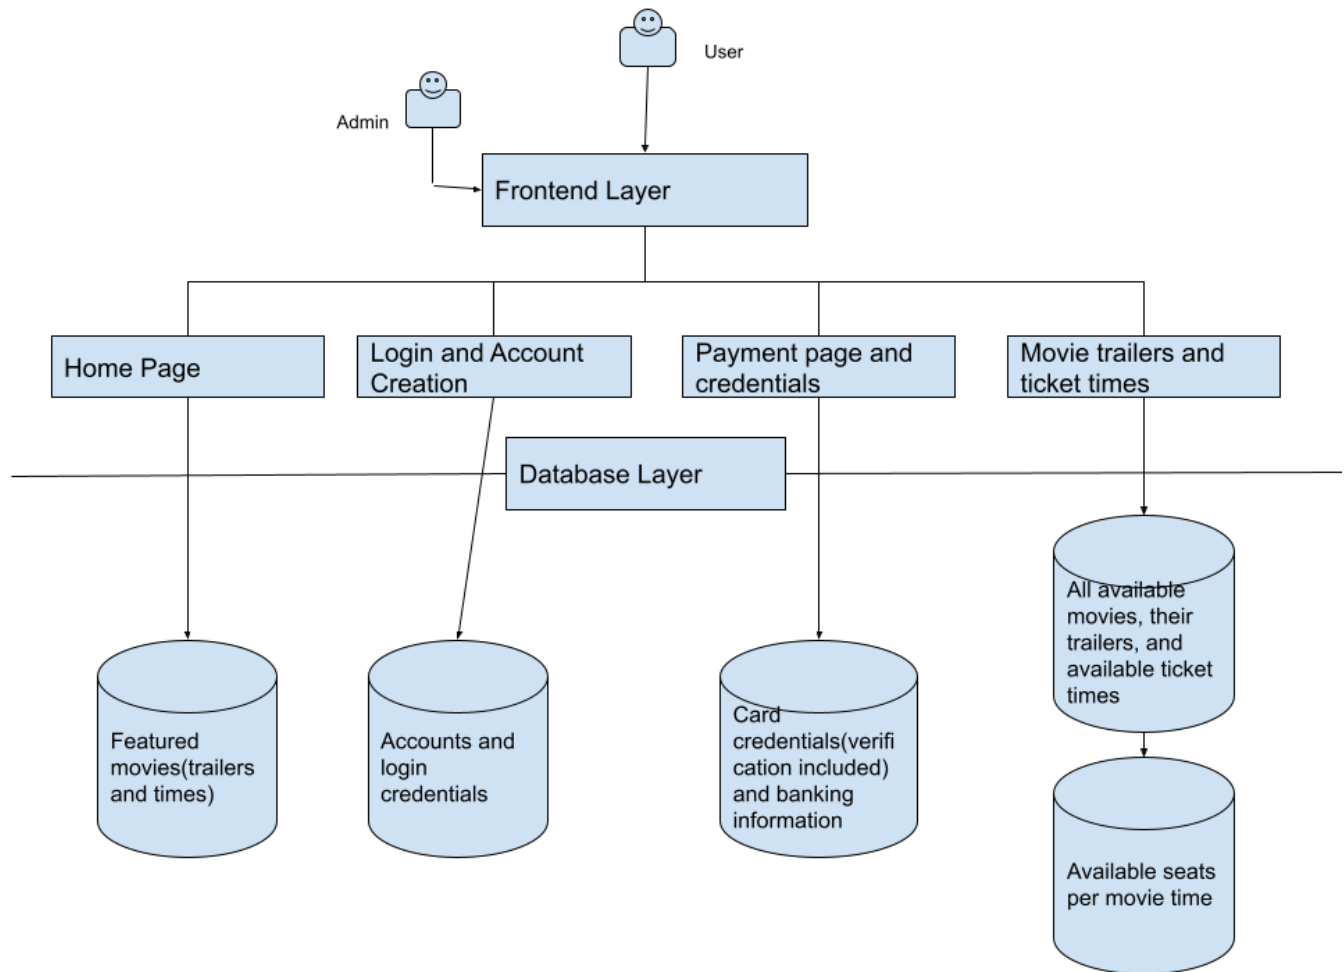 User
Admin
Frontend Layer
Home Page
Login and Account
Creation
Payment page and
credentials
Movie trailers and
ticket times
Database Layer
Featured
movies(trailers
and times)
Accounts and
login
credentials
Card
credentials(verifi
cation included)
and banking
information
All available
movies, their
trailers, and
available ticket
times
Available seats
per movie time